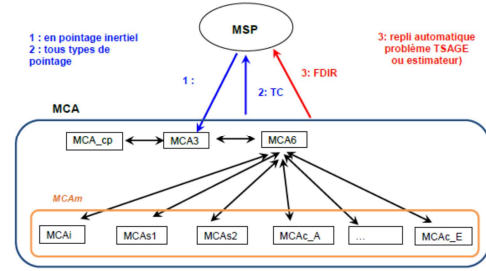 MSP
1 : en pointage inertiel
2 : tous types de
pointage
3: repli automatique
problème TSAGE
ou estimateur)
1 :
2: TC
3: FDIR
MCA
MCA_cp
MCA3
MCA6
MCAm
MCAi
MCAs1
MCAs2
MCAc_A
...
MCAc_E